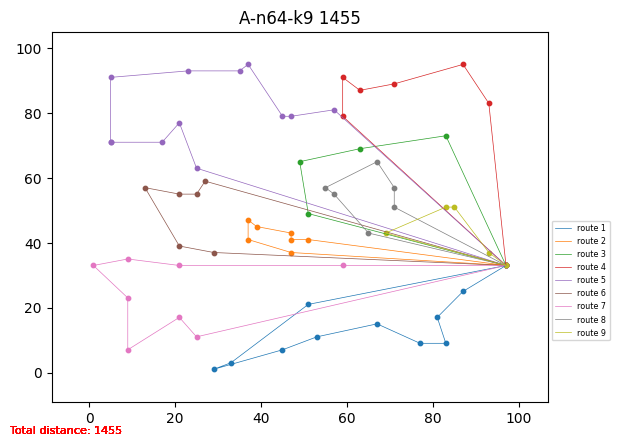 A-n64-k9 1455
100
80
60
40
20
0
0 20 40 60 80 100
route 1
route 2
route 3
route 4
route 5
route 6
route 7
route 8
route 9
Total distance: 1455